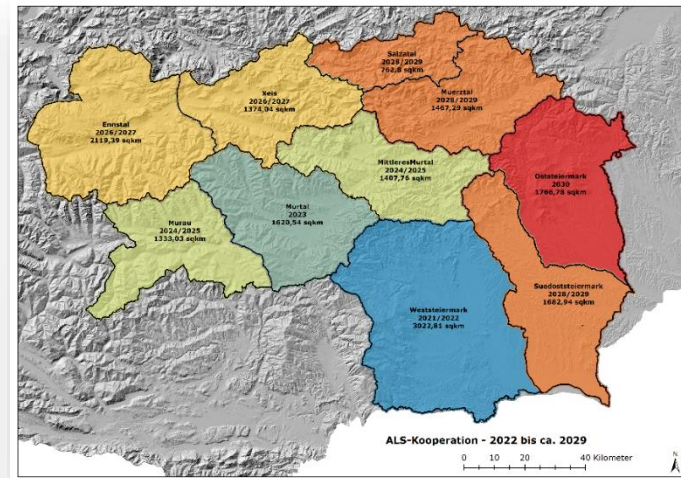 Salzatal
2028/2029
762,8 sqkm
Xeis
2026/2027
1374,04 sqkm
Muerztal
2028/2029
1467,29 sqkm
Ennstal
2026/2027
2119,39 sqkm
Oststeiermark
2030
1766,78 sqkm
MittleresMurtal
2024/2025
1407,76 sqkm
Murtal
2023
1620,54 sqkm
Murau
2024/2025
1333,03 sqkm
Suedoststeiermark
2028/2029
1682,94 sqkm
Weststeiermark
2021/2022
3022,81 sqkm
ALS-Kooperation - 2022 bis ca. 2029
0 10 20 40 Kilometer
N